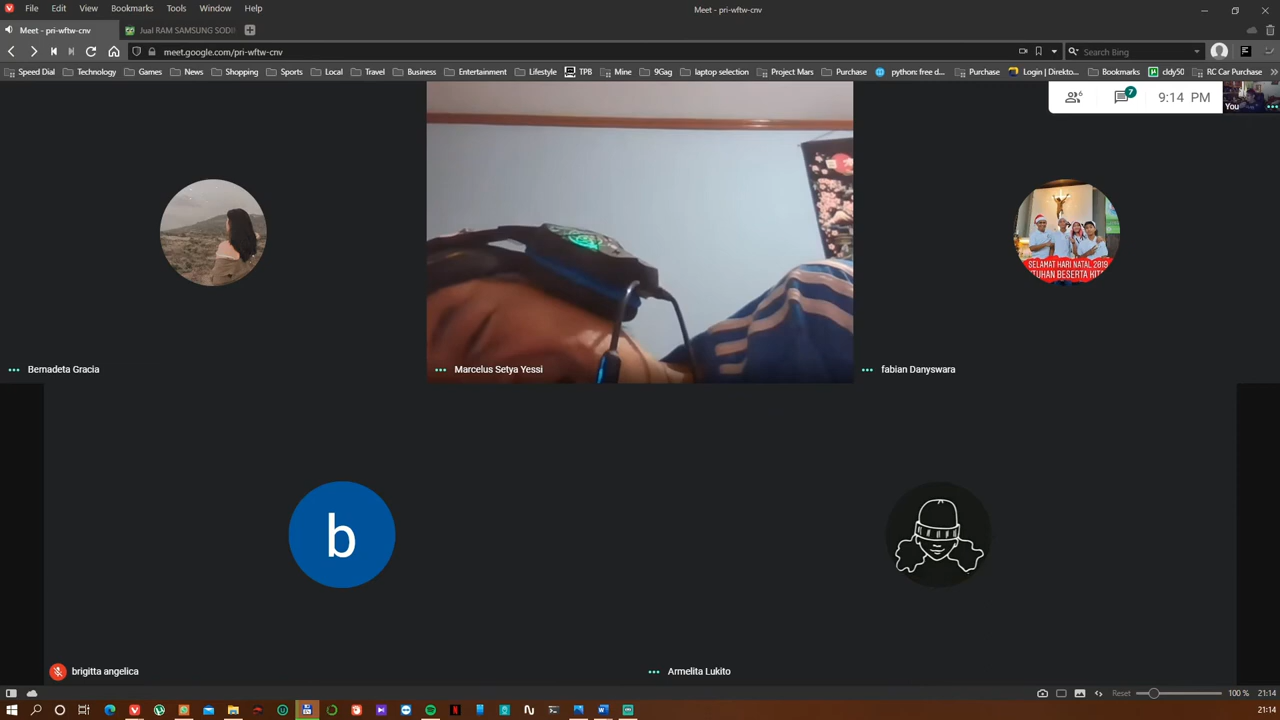 File Edit View Bookmarks Tools Window Help
Meet - pri-wftw-cnv
Meet - pri-wftw-cnv
Jual RAM SAMSUNG SODI
meet.google.com/pri-wftw-cnv
Search Bing
Speed Dial Technology Games News Shopping Sports Local Travel Business Entertainment Lifestyle TPB Mine 9Gag laptop selection Project Mars Purchase python: free d... Purchase Login | Direkto... Bookmarks cldy50 RC Car Purchase
6 7 9:14 PM You
SELAMAT HARI NATAL 2019
TUHAN BESERTA KITA
Bernadeta Gracia
Marcelus Setya Yessi
fabian Danyswara
b
brigitta angelica
Armelita Lukito
Reset 100 % 21:14
21:14